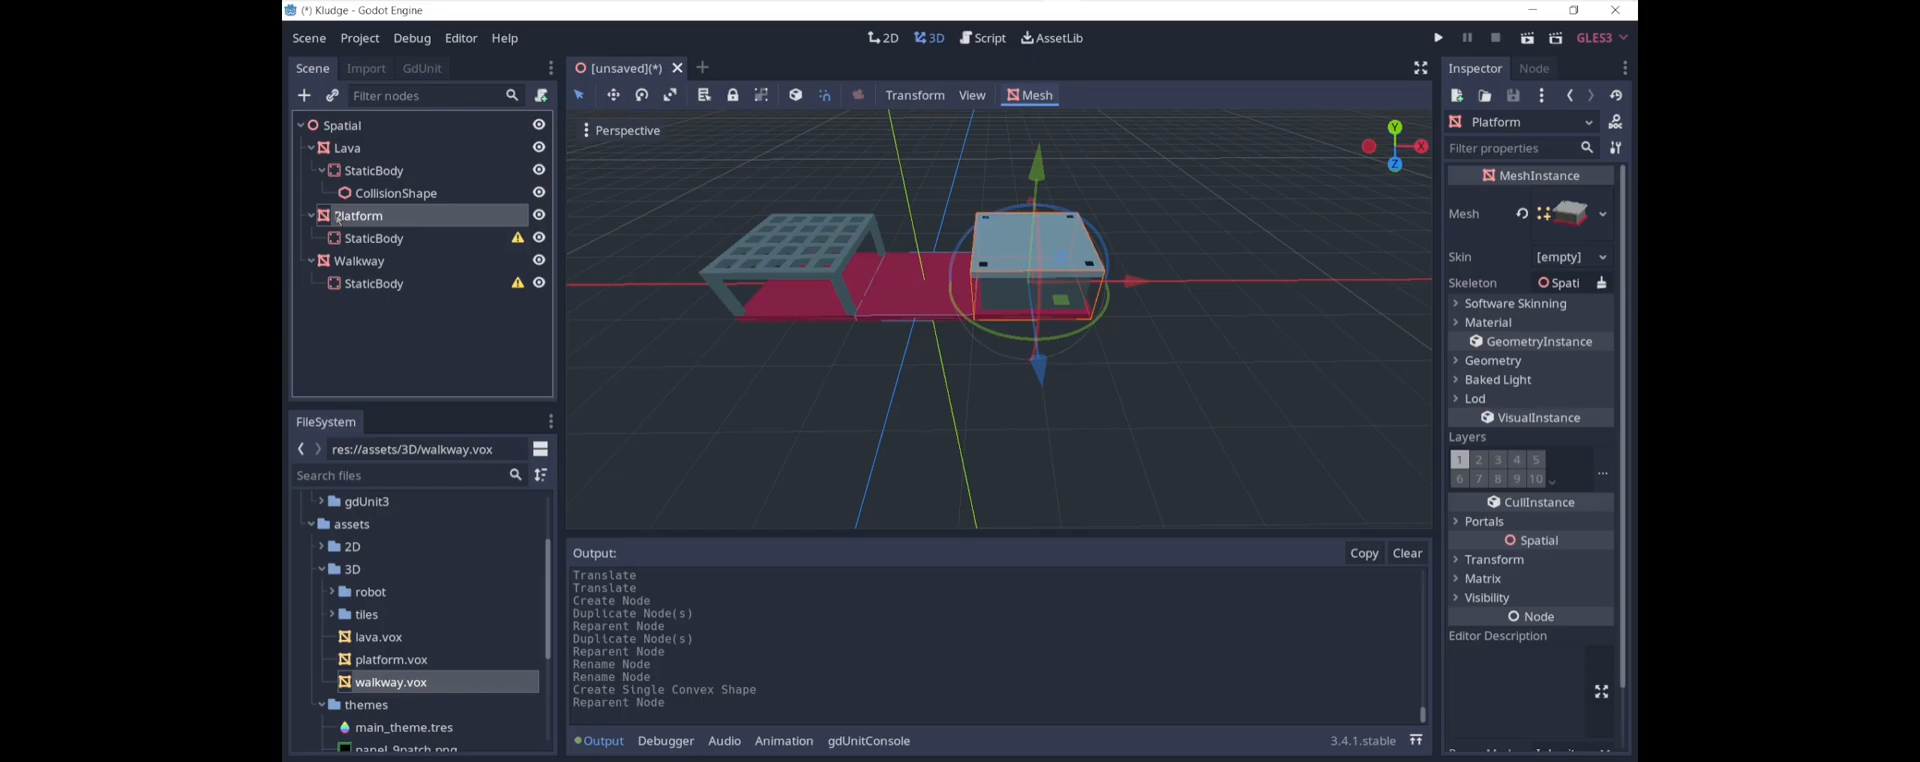 (*) Kludge - Godot Engine
Scene Project Debug Editor Help
2D 3D Script AssetLib
GLES3
Scene Import GdUnit
[unsaved](*)
Inspector Node
Filter nodes
Transform View Mesh
Spatial
Lava
StaticBody
CollisionShape
Platform
StaticBody
Walkway
StaticBody
Perspective
Y
X
Z
Platform
Filter properties
MeshInstance
Mesh
Skin [empty]
Skeleton Spati
Software Skinning
Material
GeometryInstance
Geometry
Baked Light
Lod
VisualInstance
Layers
1 2 3 4 5
6 7 8 9 10
CullInstance
Portals
Spatial
Transform
Matrix
Visibility
Node
Editor Description
FileSystem
res://assets/3D/walkway.vox
Search files
gdUnit3
assets
2D
3D
robot
tiles
lava.vox
platform.vox
walkway.vox
themes
main_theme.tres
panel_9patch.png
Output:
Copy Clear
Translate
Translate
Create Node
Duplicate Node(s)
Reparent Node
Duplicate Node(s)
Reparent Node
Rename Node
Rename Node
Create Single Convex Shape
Reparent Node
Output Debugger Audio Animation gdUnitConsole
3.4.1.stable